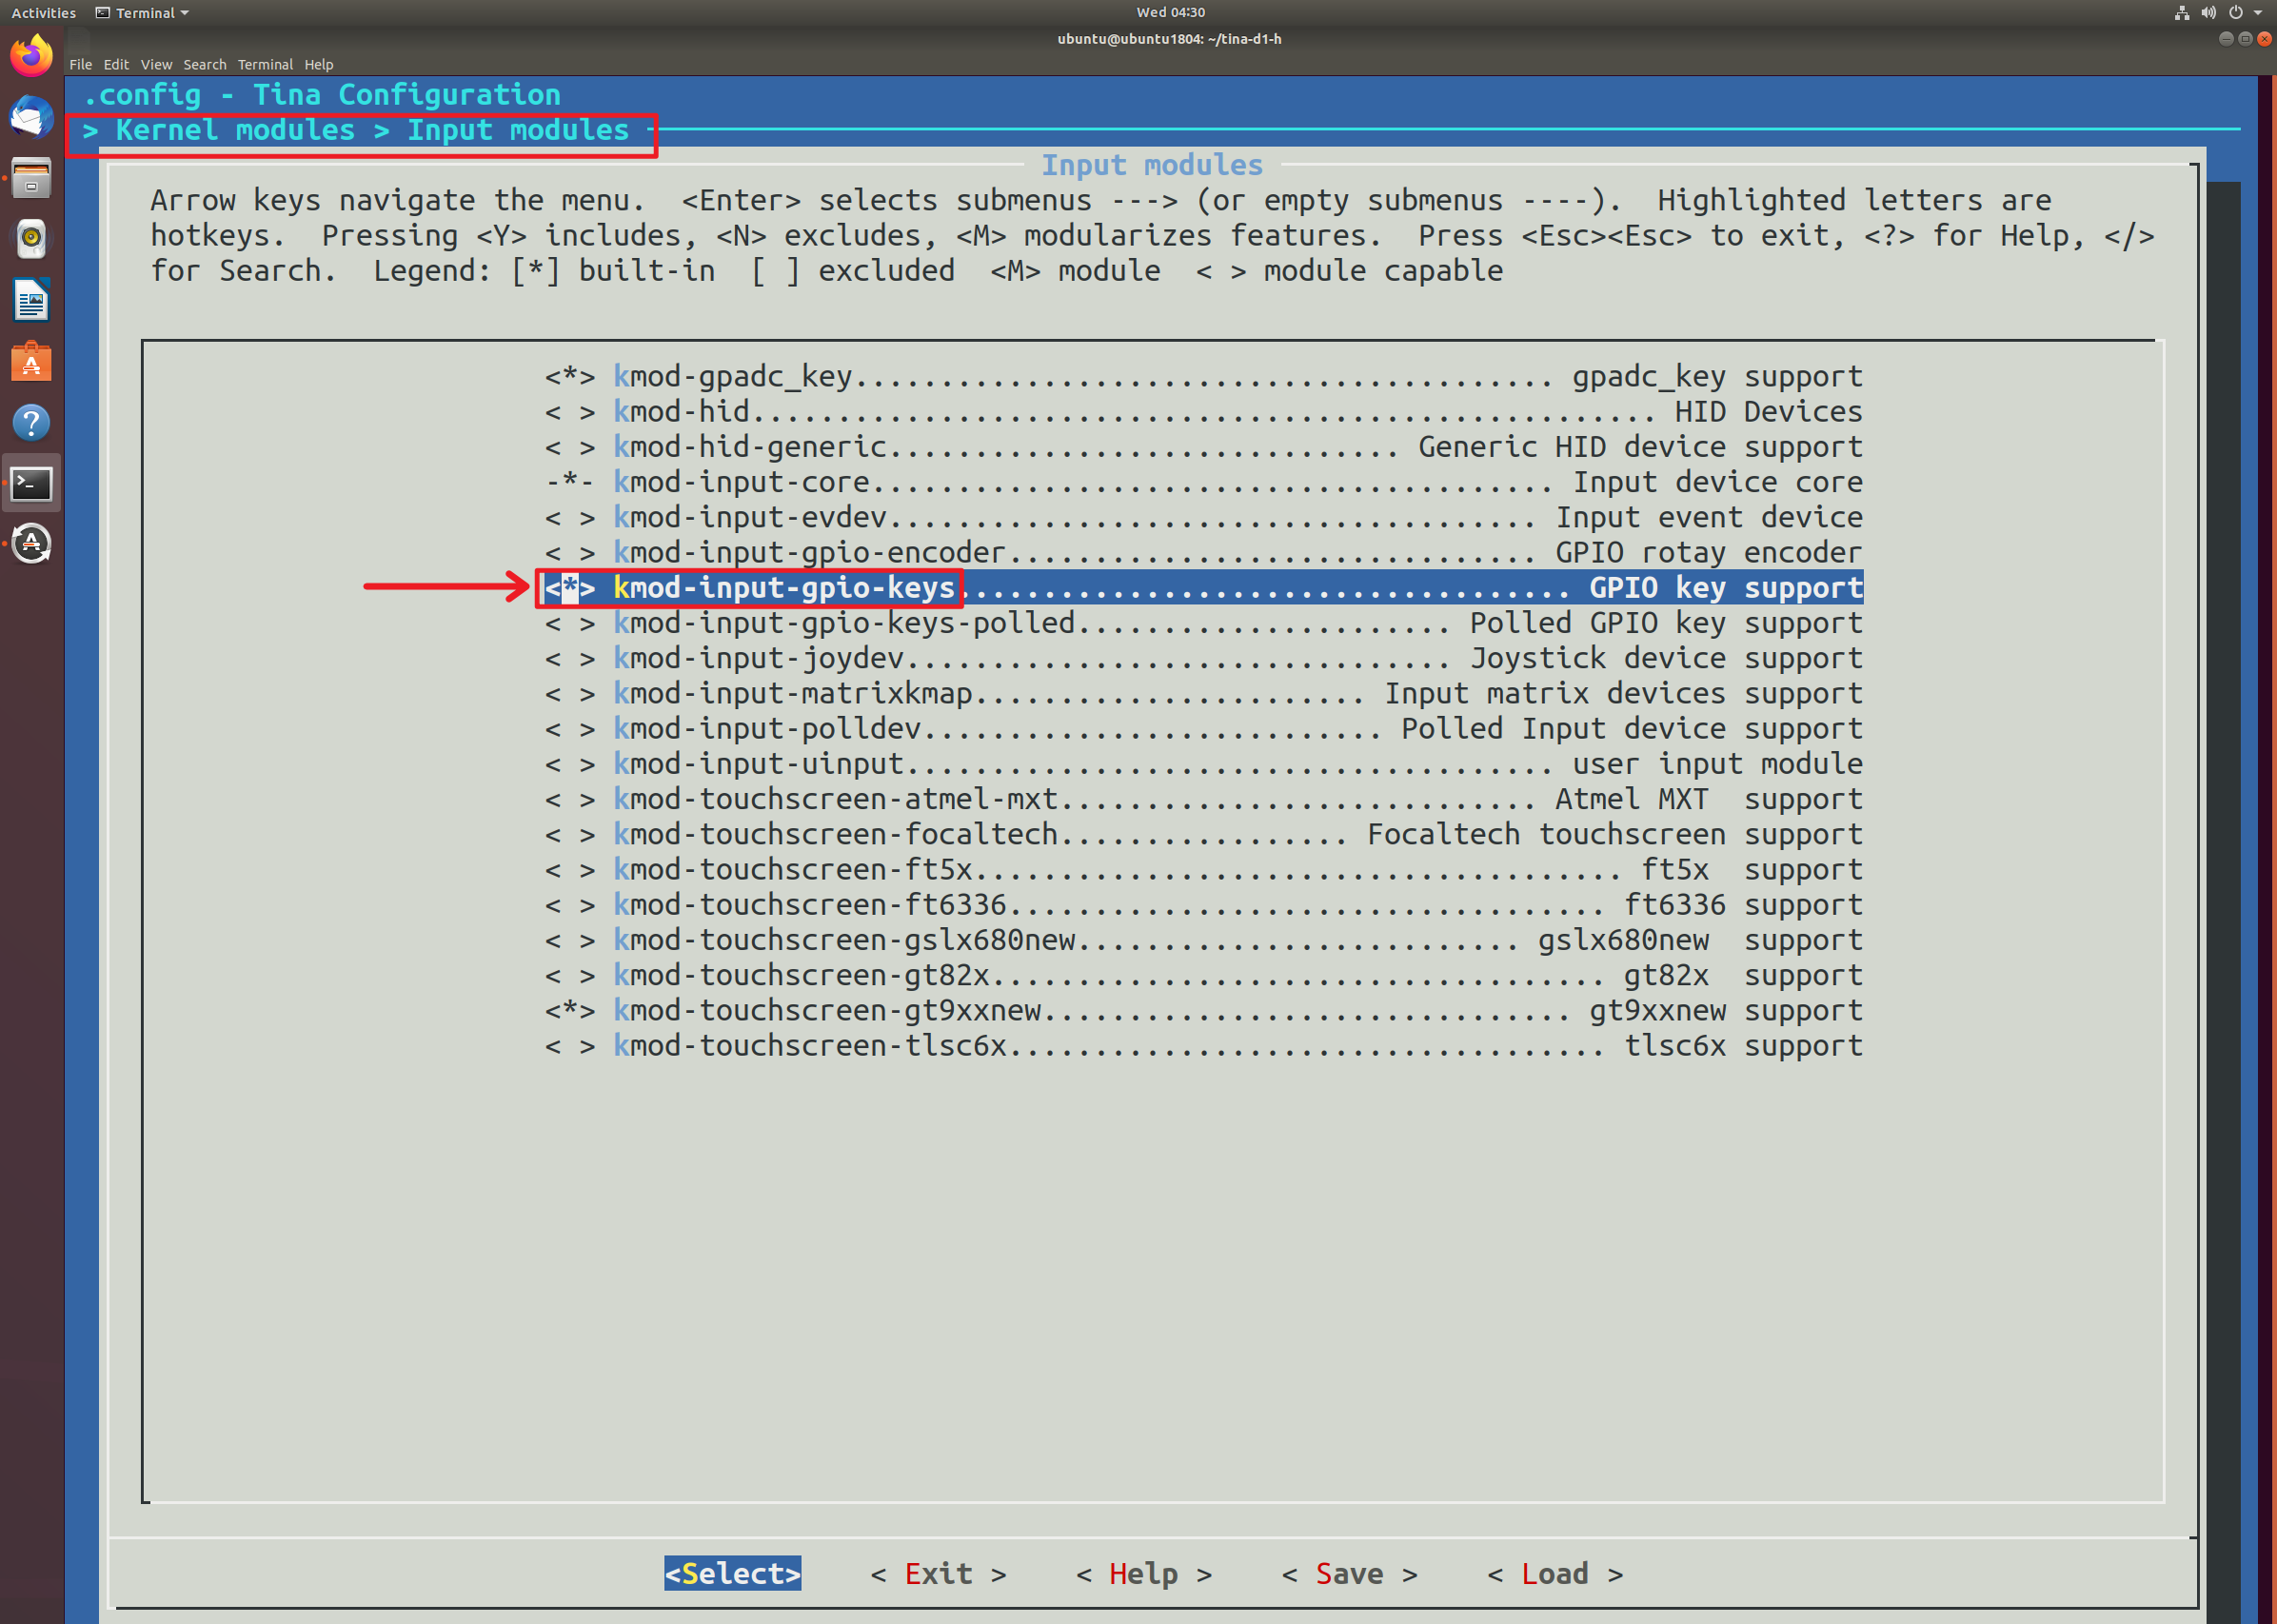 Activities Terminal Wed 04:30
ubuntu@ubuntu1804: ~/tina-d1-h
File Edit View Search Terminal Help
.config - Tina Configuration
> Kernel modules > Input modules
Input modules
Arrow keys navigate the menu.  <Enter> selects submenus ---> (or empty submenus ----).  Highlighted letters are
hotkeys.  Pressing <Y> includes, <N> excludes, <M> modularizes features.  Press <Esc><Esc> to exit, <?> for Help, </>
for Search.  Legend: [*] built-in  [ ] excluded  <M> module  < > module capable
<*> kmod-gpadc_key......................................... gpadc_key support
< > kmod-hid..................................................... HID Devices
< > kmod-hid-generic.............................. Generic HID device support
-*- kmod-input-core........................................ Input device core
< > kmod-input-evdev...................................... Input event device
< > kmod-input-gpio-encoder............................... GPIO rotay encoder
<*> kmod-input-gpio-keys.................................... GPIO key support
< > kmod-input-gpio-keys-polled...................... Polled GPIO key support
< > kmod-input-joydev................................ Joystick device support
< > kmod-input-matrixkmap....................... Input matrix devices support
< > kmod-input-polldev........................... Polled Input device support
< > kmod-input-uinput...................................... user input module
< > kmod-touchscreen-atmel-mxt............................ Atmel MXT  support
< > kmod-touchscreen-focaltech................. Focaltech touchscreen support
< > kmod-touchscreen-ft5x...................................... ft5x  support
< > kmod-touchscreen-ft6336................................... ft6336 support
< > kmod-touchscreen-gslx680new.......................... gslx680new  support
< > kmod-touchscreen-gt82x.................................... gt82x  support
<*> kmod-touchscreen-gt9xxnew............................... gt9xxnew support
< > kmod-touchscreen-tlsc6x................................... tlsc6x support
<Select> < Exit > < Help > < Save > < Load >